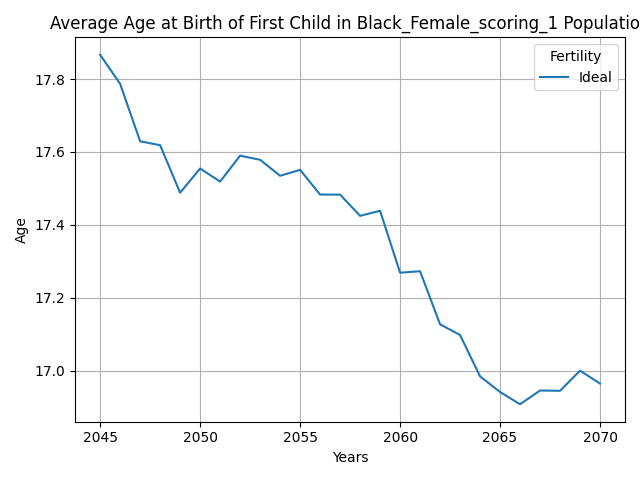 Average Age at Birth of First Child in Black_Female_scoring_1 Populatio
Fertility
Ideal
17.8
17.6
17.4
17.2
17.0
Age
2045 2050 2055 2060 2065 2070
Years